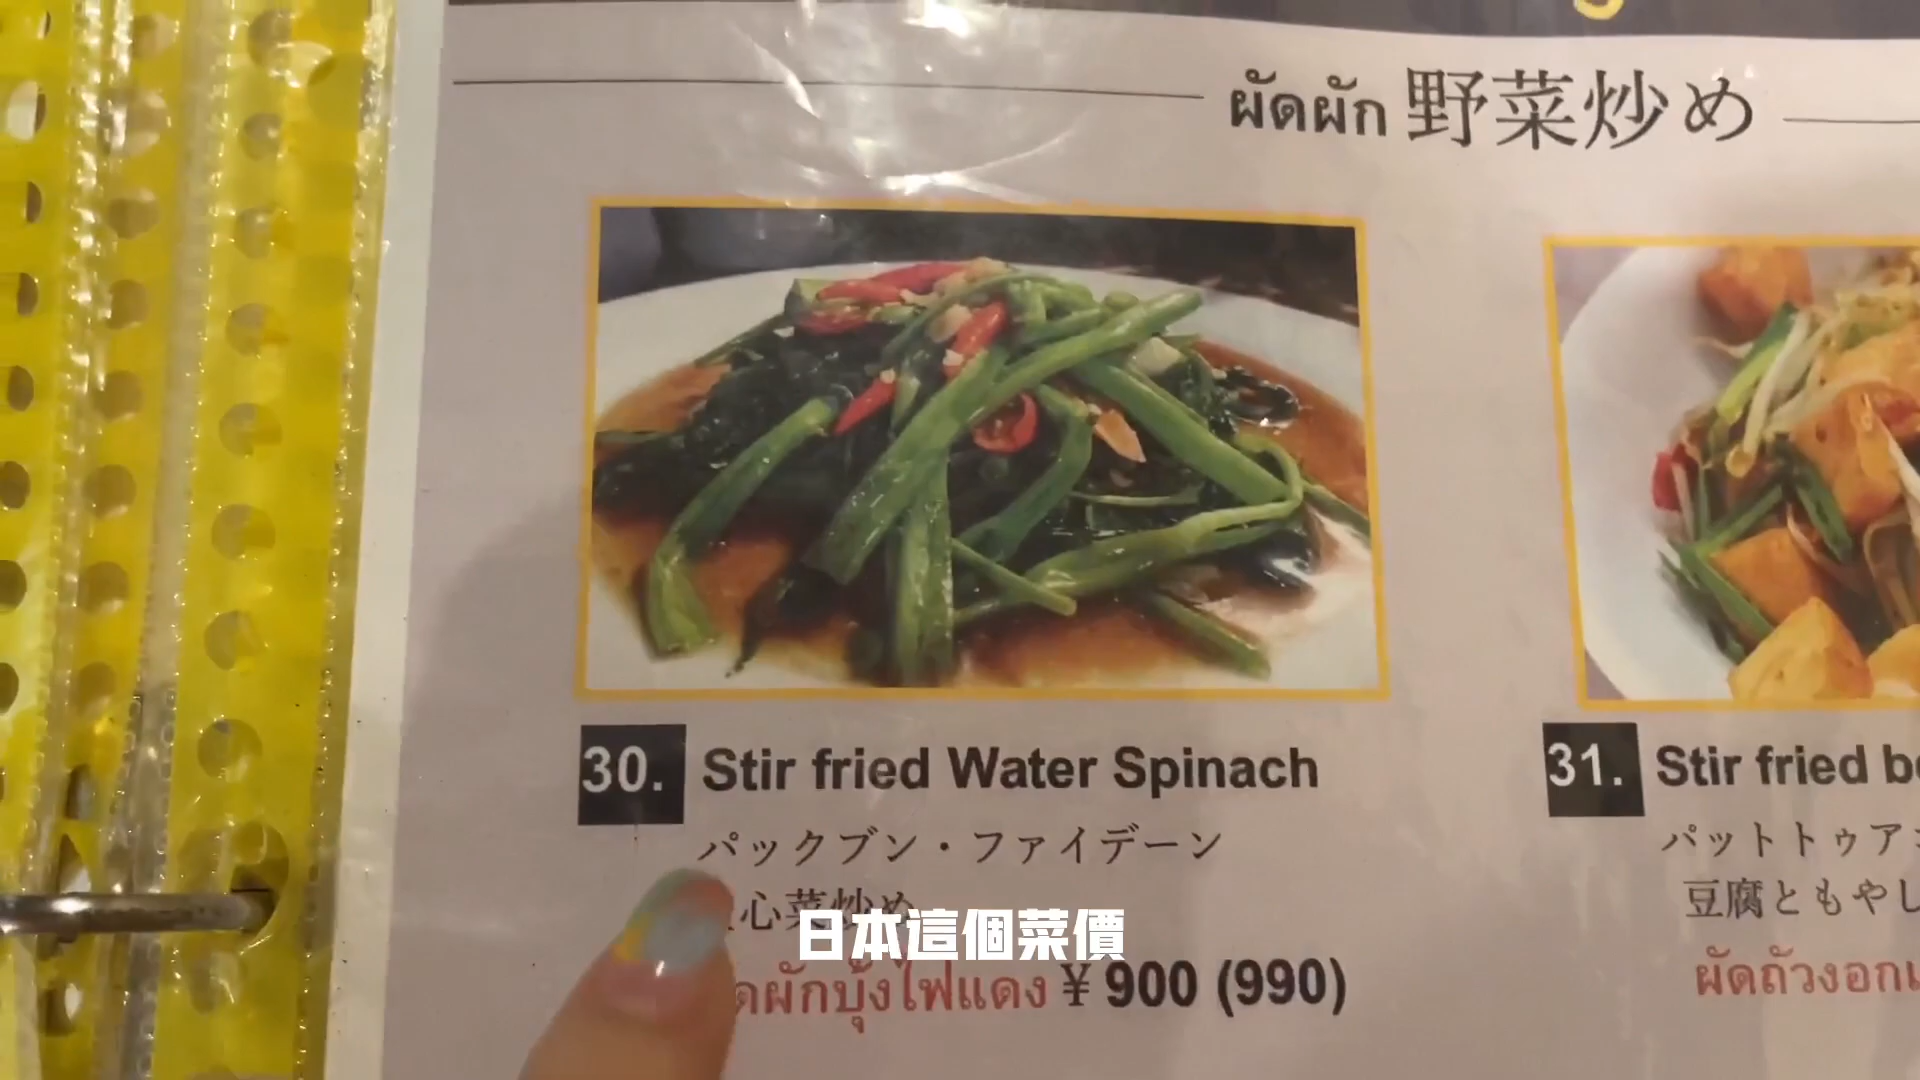 ผัดผัก 野菜炒め
30. Stir fried Water Spinach
パックブン・ファイデーン
心菜炒め
ผักบุ้งไฟแดง ¥ 900 (990)
31. Stir fried
パットトゥア
豆腐ともやし
ผัดถั่วงอก
日本這個菜價